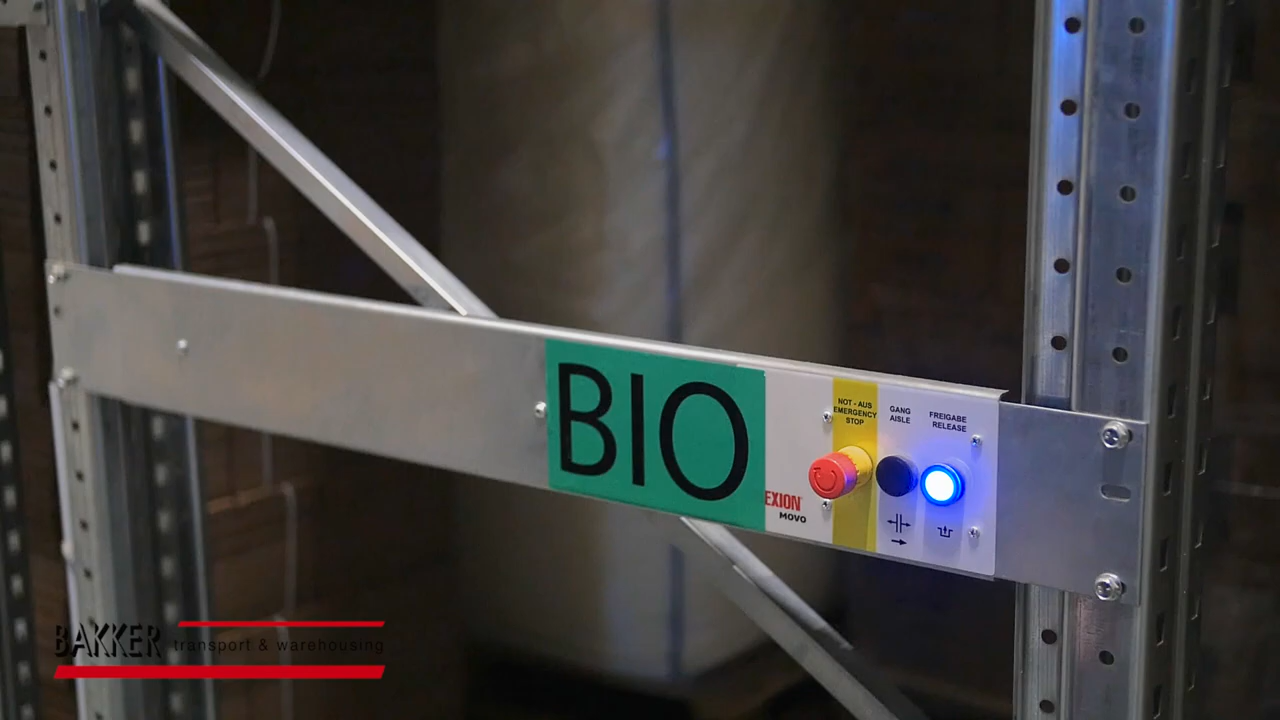 BIO
NOT - AUS
EMERGENCY
STOP
GANG
AISLE
FREIGABE
RELEASE
EXION
MOVO
BAKKER transport & warehousing